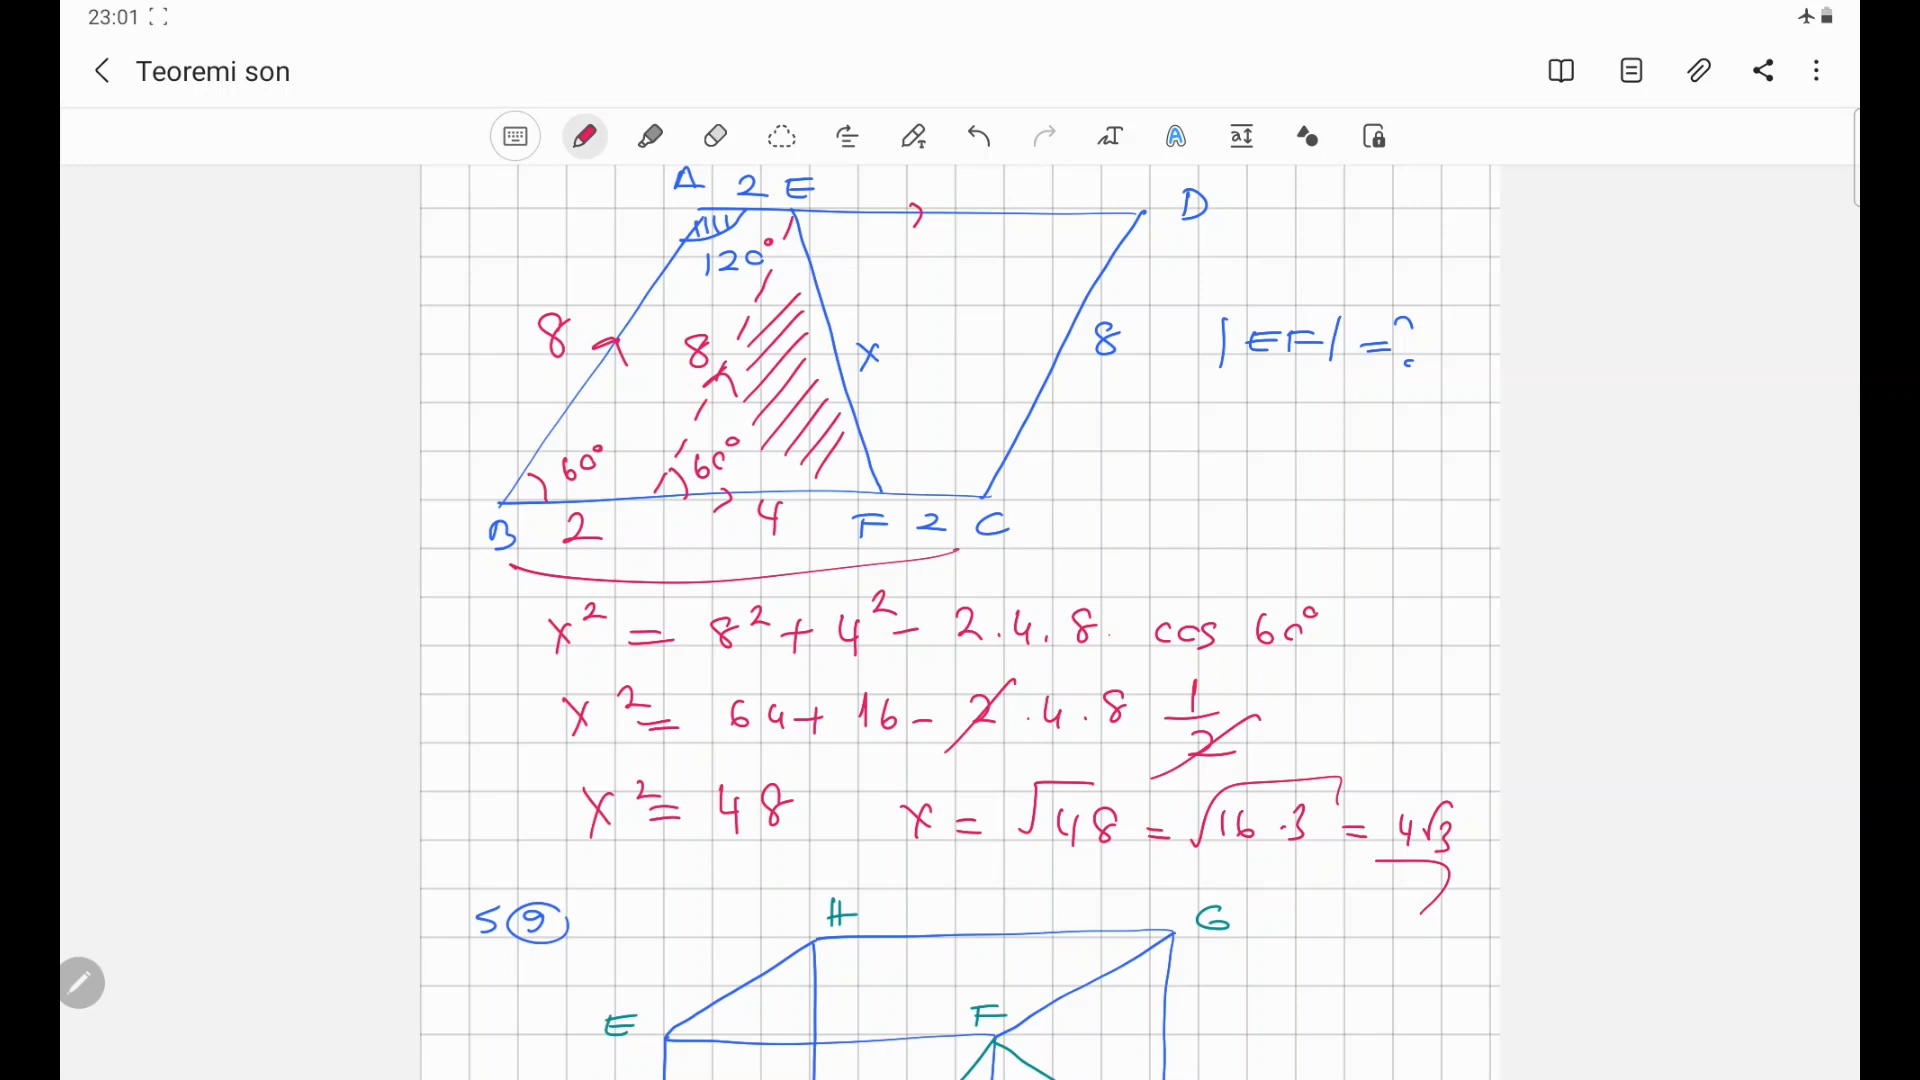 23:01
Teoremi son
A 2 E
D
120°
8
8
x
8
|EF| = ?
60°
60°
B 2 4 F 2 C
x² = 8² + 4² - 2.4.8. cos 60°
x² = 64 + 16 - 2.4.8 1/2
x² = 48 x = √48 = √16.3 = 4√3
S 9
H
G
E
F